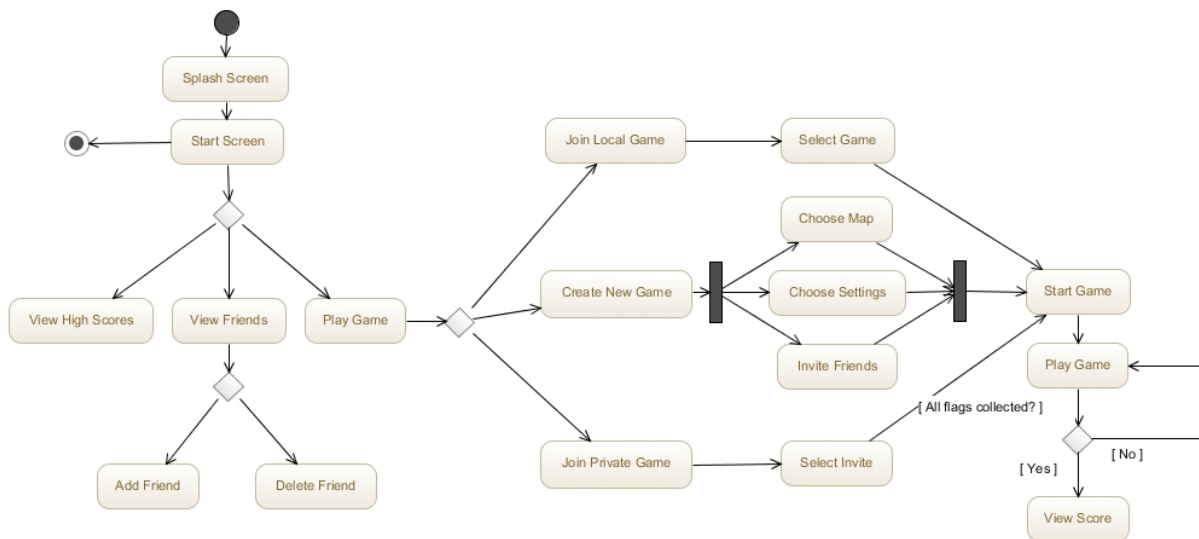 Splash Screen
Start Screen
Join Local Game
Select Game
Choose Map
Create New Game
Choose Settings
Start Game
View High Scores
View Friends
Play Game
Invite Friends
Play Game
[ All flags collected? ]
[ No ]
Join Private Game
Select Invite
[ Yes ]
Add Friend
Delete Friend
View Score